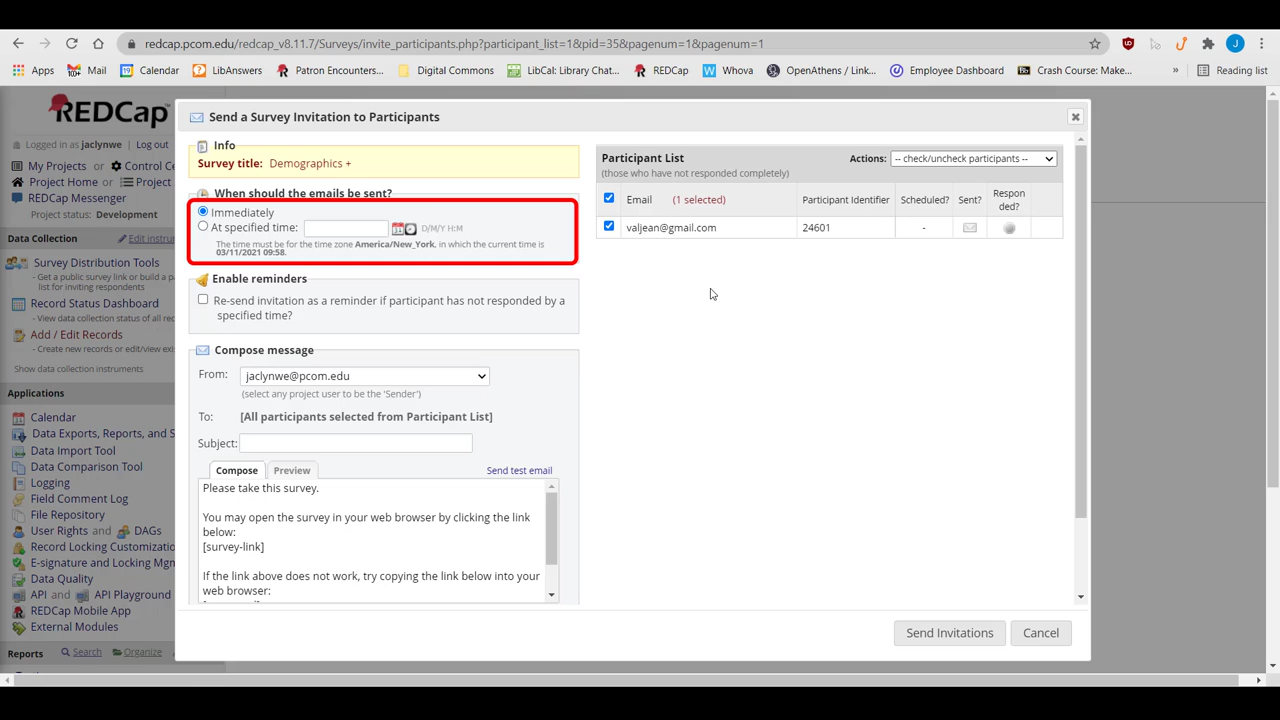 redcap.pcom.edu/redcap_v8.11.7/Surveys/invite_participants.php?participant_list=1&pid=35&pagenum=1&pagenum=1
J
Apps
10+ Mail
Calendar
LibAnswers
Patron Encounters...
Digital Commons
LibCal: Library Chat...
REDCap
Whova
OpenAthens / Link...
Employee Dashboard
Crash Course: Make...
»
Reading list
REDCap
Logged in as jaclynwe | Log out
My Projects or Control Ce
Project Home or Project
REDCap Messenger
Project status: Development
Data Collection Edit instrum
Survey Distribution Tools
- Get a public survey link or build a p
list for inviting respondents
Record Status Dashboard
- View data collection status of all rec
Add / Edit Records
- Create new records or edit/view exis
Show data collection instruments
Applications
Calendar
Data Exports, Reports, and S
Data Import Tool
Data Comparison Tool
Logging
Field Comment Log
File Repository
User Rights and DAGs
Record Locking Customizatio
E-signature and Locking Mgm
Data Quality
API and API Playground
REDCap Mobile App
External Modules
Reports Search Organize
Send a Survey Invitation to Participants
Info
Survey title: Demographics +
When should the emails be sent?
Immediately
At specified time: D/M/Y H:M
The time must be for the time zone America/New_York, in which the current time is
03/11/2021 09:58.
Enable reminders
Re-send invitation as a reminder if participant has not responded by a
specified time?
Compose message
From: jaclynwe@pcom.edu
(select any project user to be the 'Sender')
To: [All participants selected from Participant List]
Subject:
Compose Preview Send test email
Please take this survey.
You may open the survey in your web browser by clicking the link
below:
[survey-link]
If the link above does not work, try copying the link below into your
web browser:
Participant List
(those who have not responded completely)
Actions: -- check/uncheck participants --
Email (1 selected) Participant Identifier Scheduled? Sent? Respon
ded?
valjean@gmail.com 24601 -
Send Invitations
Cancel